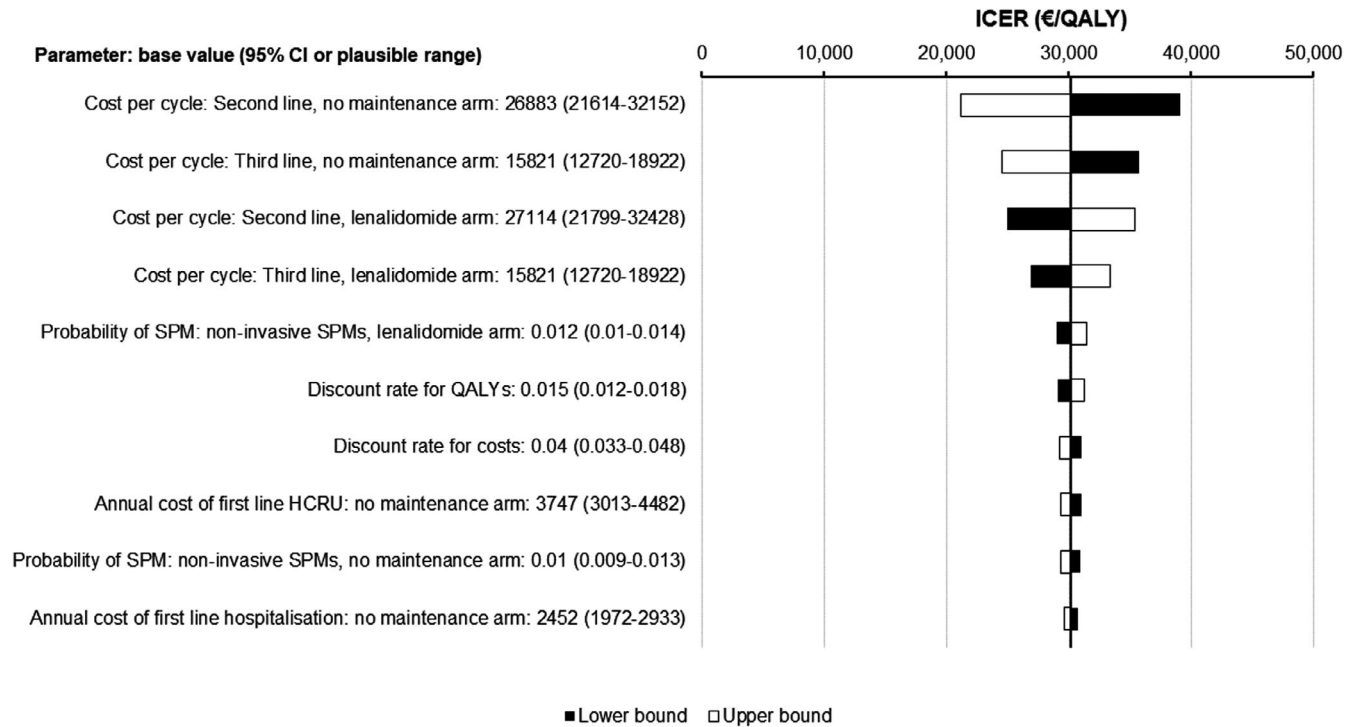 ICER (€/QALY)
Parameter: base value (95% CI or plausible range)
0 10,000 20,000 30,000 40,000 50,000
Cost per cycle: Second line, no maintenance arm: 26883 (21614-32152)
Cost per cycle: Third line, no maintenance arm: 15821 (12720-18922)
Cost per cycle: Second line, lenalidomide arm: 27114 (21799-32428)
Cost per cycle: Third line, lenalidomide arm: 15821 (12720-18922)
Probability of SPM: non-invasive SPMs, lenalidomide arm: 0.012 (0.01-0.014)
Discount rate for QALYs: 0.015 (0.012-0.018)
Discount rate for costs: 0.04 (0.033-0.048)
Annual cost of first line HCRU: no maintenance arm: 3747 (3013-4482)
Probability of SPM: non-invasive SPMs, no maintenance arm: 0.01 (0.009-0.013)
Annual cost of first line hospitalisation: no maintenance arm: 2452 (1972-2933)
Lower bound Upper bound